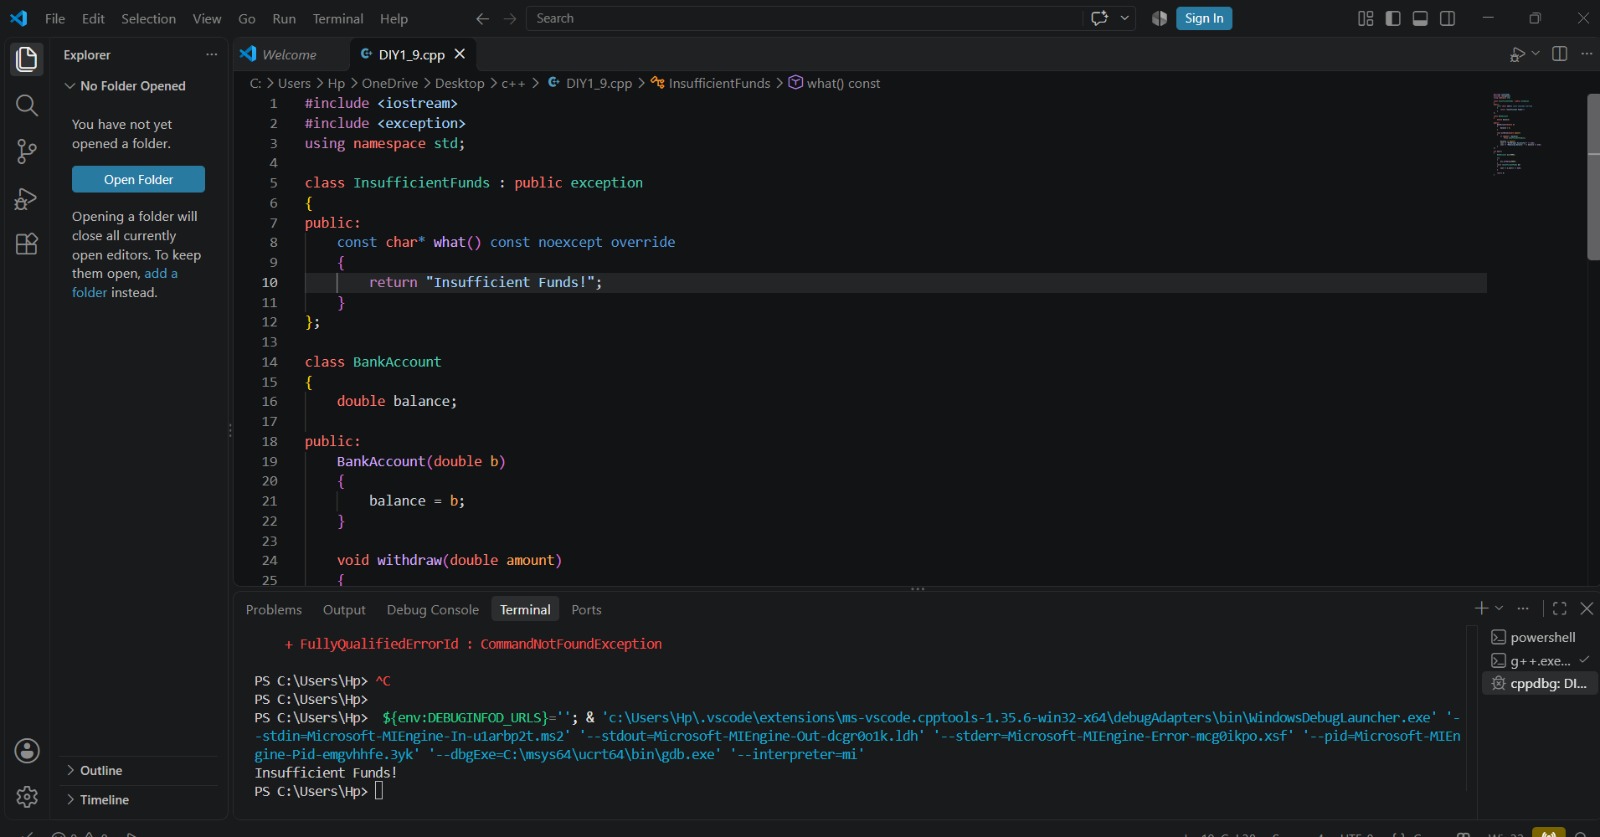 File Edit Selection View Go Run Terminal Help Search Sign In
Explorer
No Folder Opened
You have not yet
opened a folder.
Open Folder
Opening a folder will
close all currently
open editors. To keep
them open, add a
folder instead.
Outline
Timeline
Welcome DIY1_9.cpp
C: > Users > Hp > OneDrive > Desktop > c++ > DIY1_9.cpp > InsufficientFunds > what() const
1 #include <iostream>
2 #include <exception>
3 using namespace std;
4
5 class InsufficientFunds : public exception
6 {
7 public:
8 const char* what() const noexcept override
9 {
10 return "Insufficient Funds!";
11 }
12 };
13
14 class BankAccount
15 {
16 double balance;
17
18 public:
19 BankAccount(double b)
20 {
21 balance = b;
22 }
23
24 void withdraw(double amount)
25 {
Problems Output Debug Console Terminal Ports
+ FullyQualifiedErrorId : CommandNotFoundException
PS C:\Users\Hp> ^C
PS C:\Users\Hp>
PS C:\Users\Hp> ${env:DEBUGINFOD_URLS}=''; & 'c:\Users\Hp\.vscode\extensions\ms-vscode.cpptools-1.35.6-win32-x64\debugAdapters\bin\WindowsDebugLauncher.exe' '-
-stdin=Microsoft-MIEngine-In-u1arbp2t.ms2' '--stdout=Microsoft-MIEngine-Out-dcgr0o1k.ldh' '--stderr=Microsoft-MIEngine-Error-mcg0ikpo.xsf' '--pid=Microsoft-MIEn
gine-Pid-emgvhhfe.3yk' '--dbgExe=C:\msys64\ucrt64\bin\gdb.exe' '--interpreter=mi'
Insufficient Funds!
PS C:\Users\Hp>
powershell
g++.exe...
cppdbg: DI...